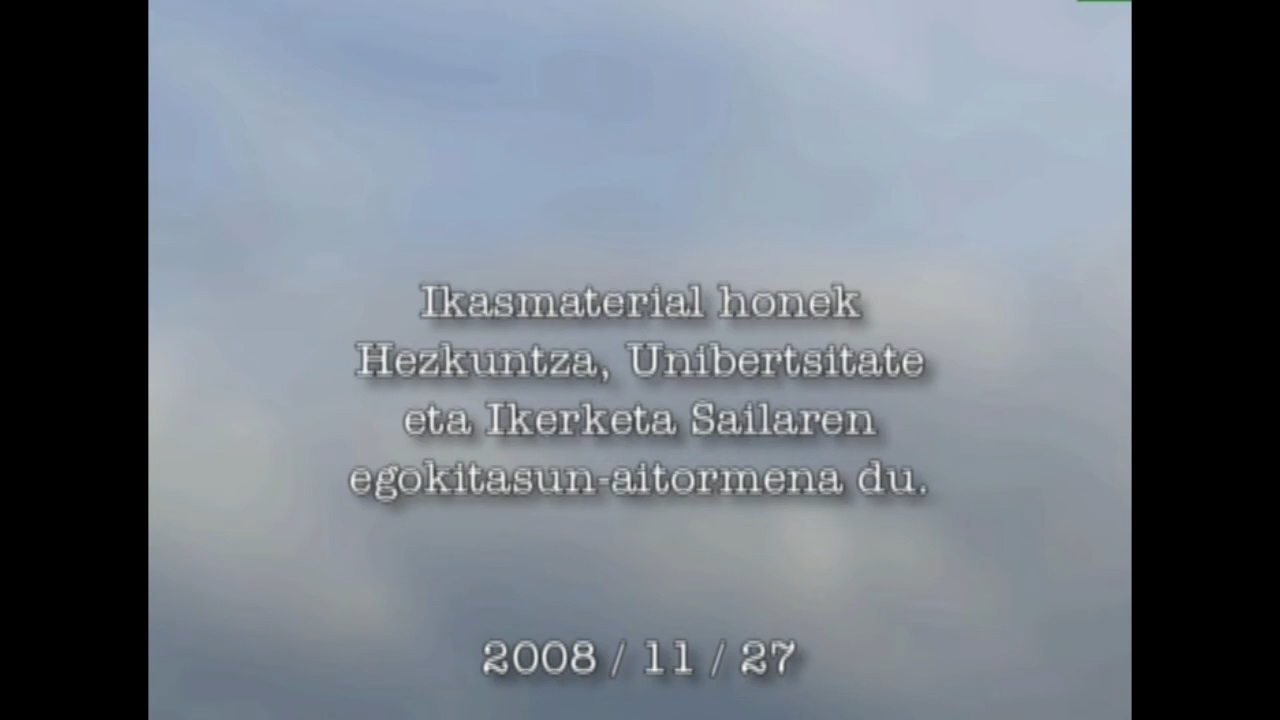 Ikasmaterial honek
Hezkuntza, Unibertsitate
eta Ikerketa Sailaren
egokitasun-aitormena du.
2008 / 11 / 27